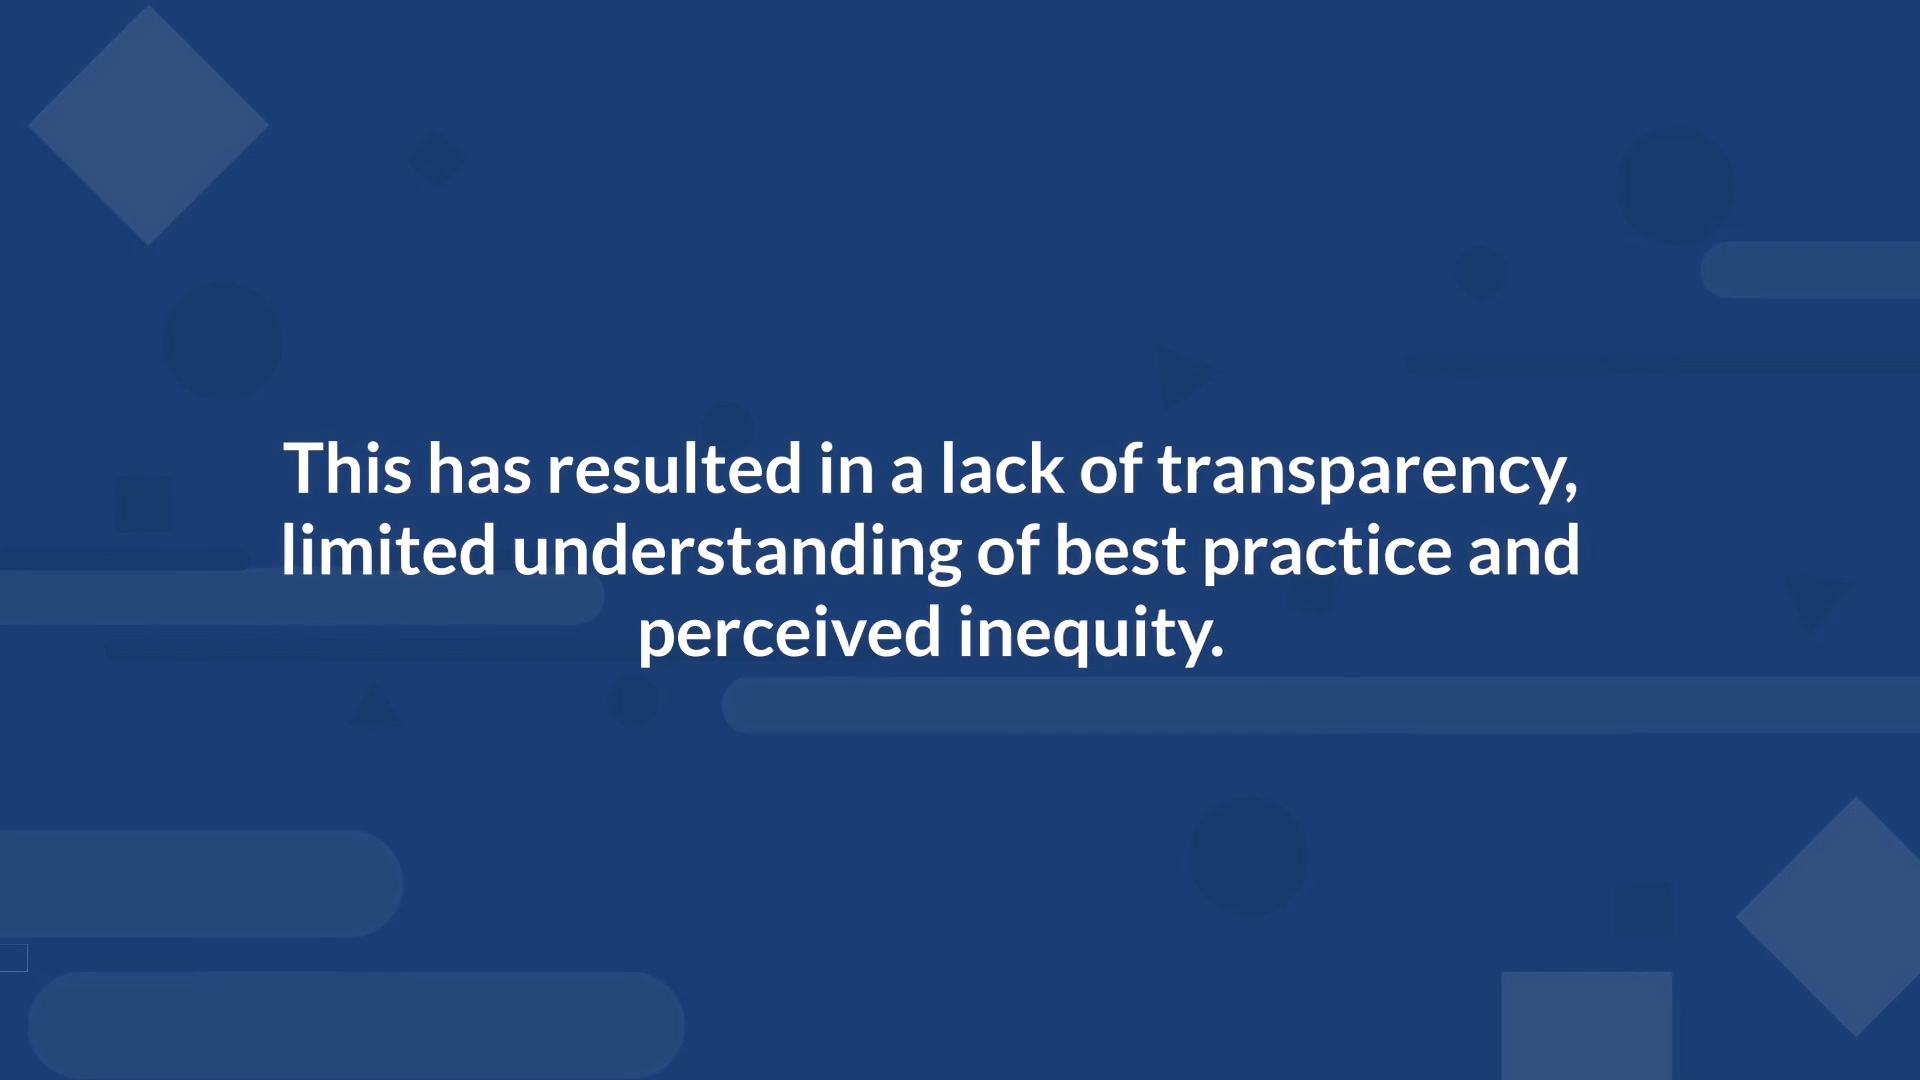 This has resulted in a lack of transparency,
limited understanding of best practice and
perceived inequity.